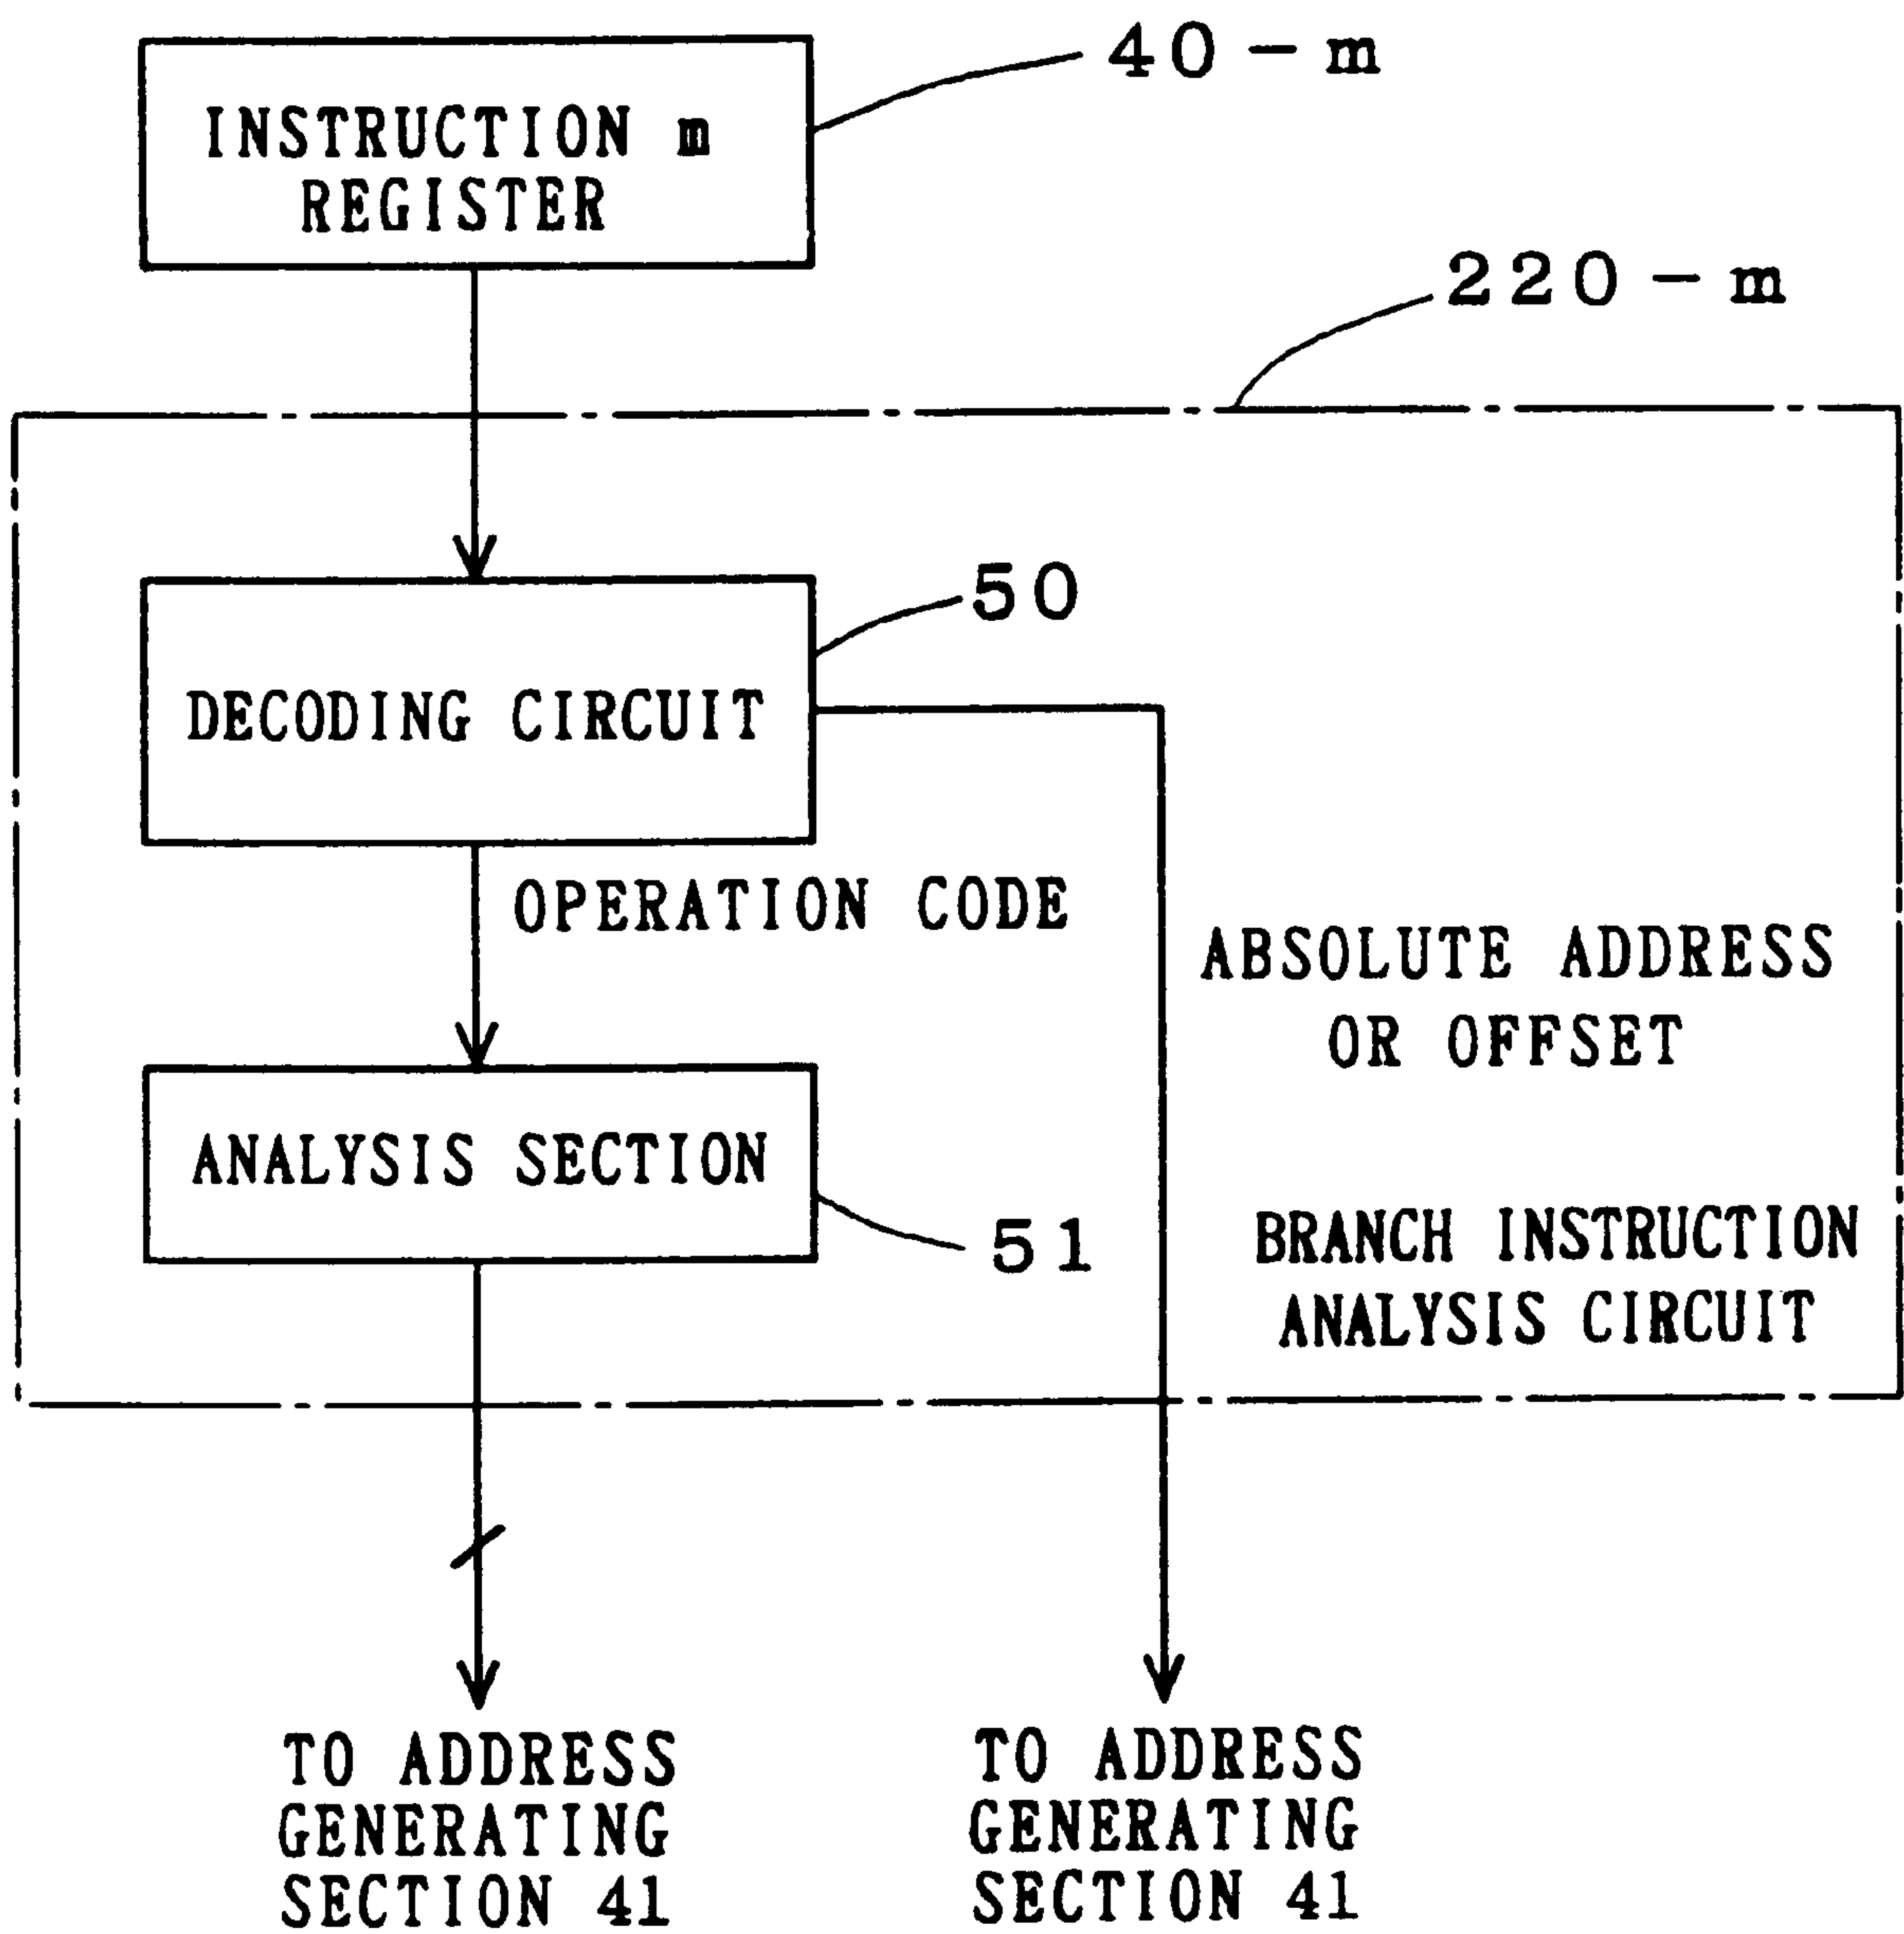 40-m
INSTRUCTION m
REGISTER
220-m
50
DECODING CIRCUIT
OPERATION CODE
ABSOLUTE ADDRESS
OR OFFSET
ANALYSIS SECTION
51
BRANCH INSTRUCTION
ANALYSIS CIRCUIT
TO ADDRESS
GENERATING
SECTION 41
TO ADDRESS
GENERATING
SECTION 41